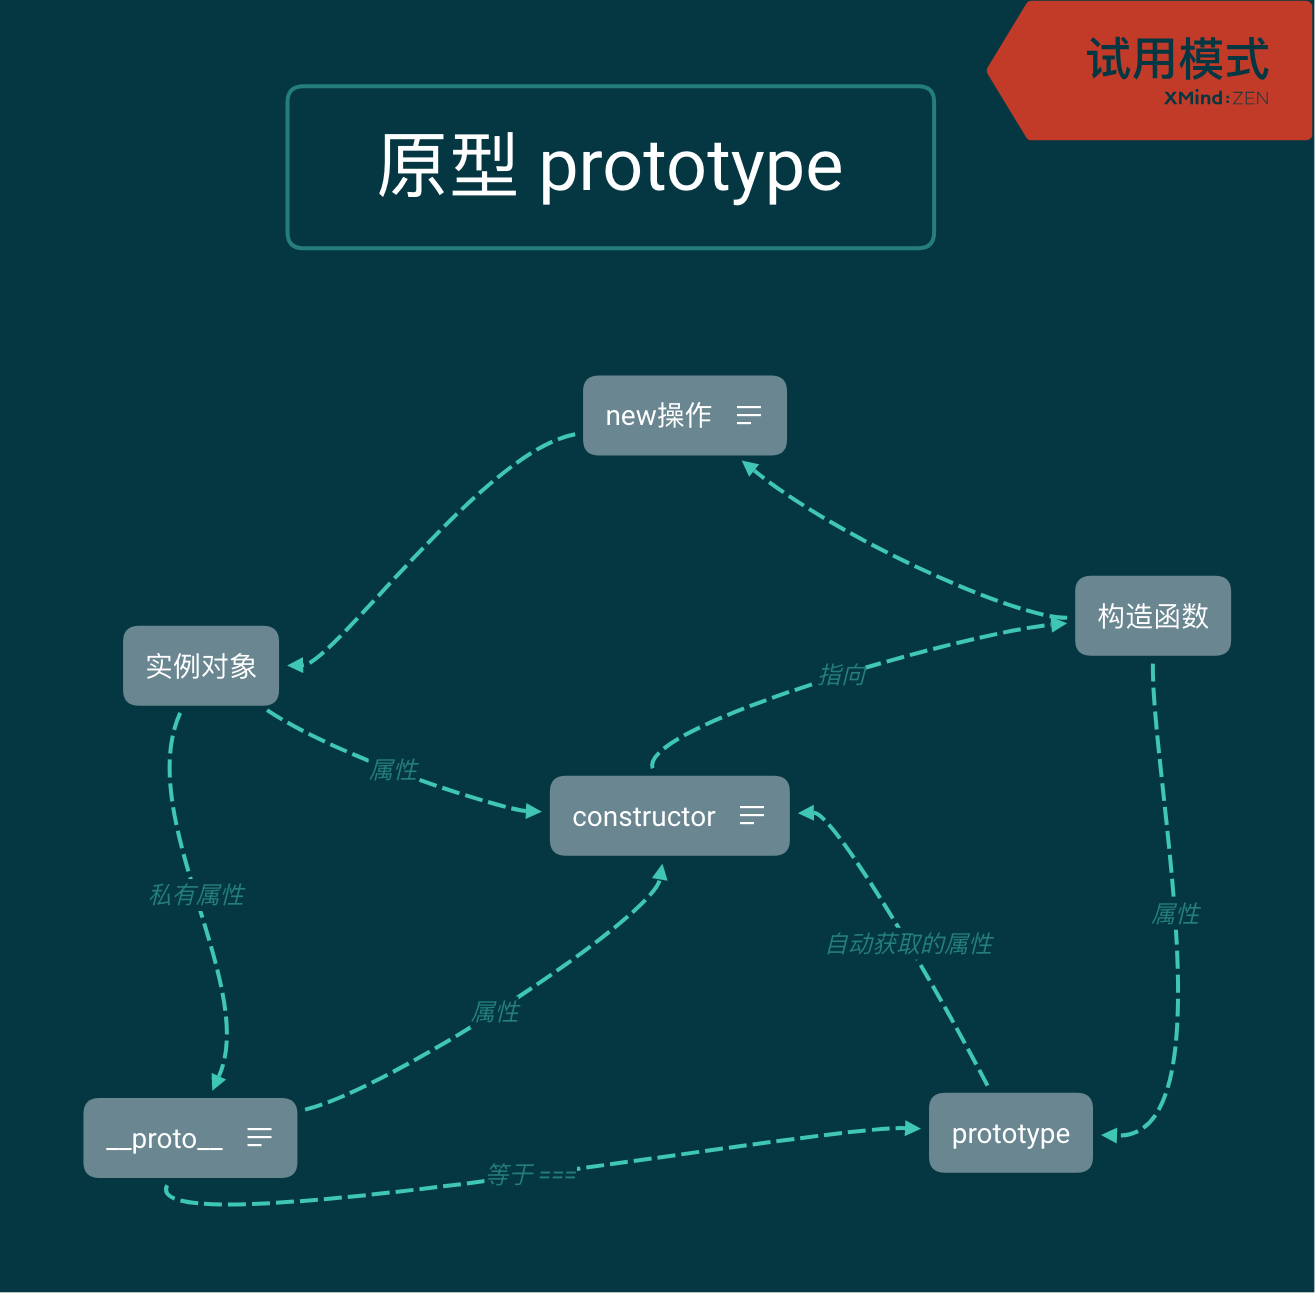 试用模式
XMind:ZEN
原型 prototype
new操作
构造函数
实例对象
指向
属性
constructor
私有属性
属性
自动获取的属性
属性
__proto__
prototype
等于 ===